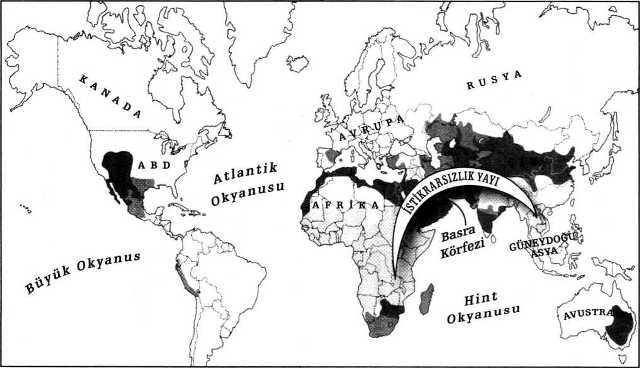 KANADA
RUSYA
AVRUPA
ABD
Atlantik
Okyanusu
İSTİKRARSIZLIK YAYI
AFRİKA
Basra
Körfezi
GÜNEYDOĞU
ASYA
Büyük Okyanus
Hint
Okyanusu
AVUSTRA